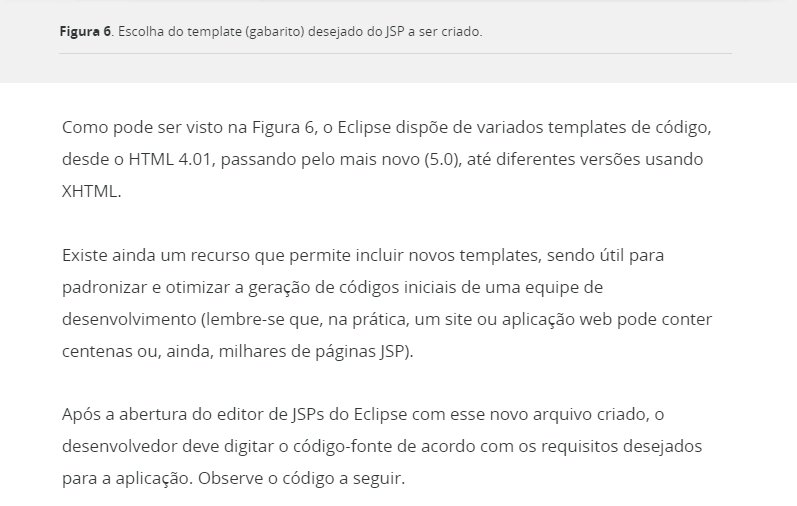 Figura 6. Escolha do template (gabarito) desejado do JSP a ser criado.
Como pode ser visto na Figura 6, o Eclipse dispõe de variados templates de código,
desde o HTML 4.01, passando pelo mais novo (5.0), até diferentes versões usando
XHTML.
Existe ainda um recurso que permite incluir novos templates, sendo útil para
padronizar e otimizar a geração de códigos iniciais de uma equipe de
desenvolvimento (lembre-se que, na prática, um site ou aplicação web pode conter
centenas ou, ainda, milhares de páginas JSP).
Após a abertura do editor de JSPs do Eclipse com esse novo arquivo criado, o
desenvolvedor deve digitar o código-fonte de acordo com os requisitos desejados
para a aplicação. Observe o código a seguir.